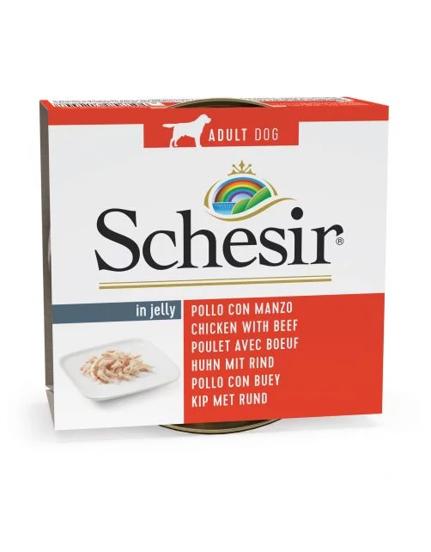 ADULT DOG
Schesir®
in jelly
POLLO CON MANZO
CHICKEN WITH BEEF
POULET AVEC BOEUF
HUHN MIT RIND
POLLO CON BUEY
KIP MET RUND